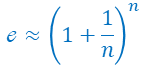 e ≈ (1 + 1/n)^n